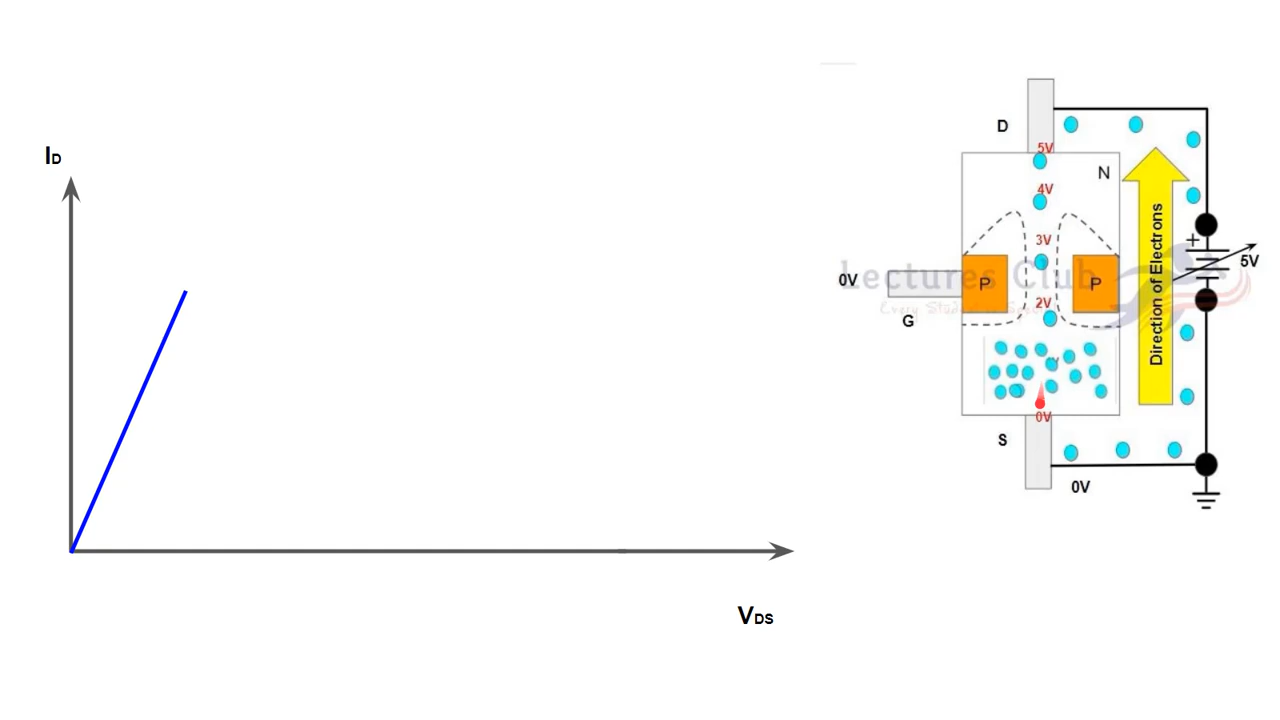 ID
VDS
D
5V
N
4V
3V
0V
P
P
2V
G
0V
S
0V
+
5V
Direction of Electrons
Lectures Club